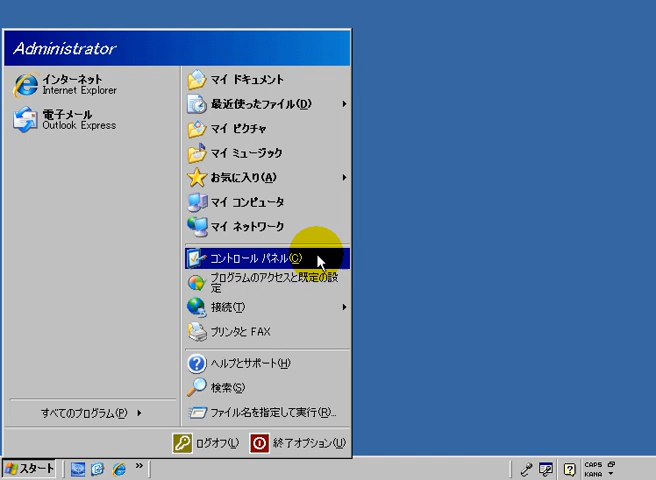 Administrator
インターネット
Internet Explorer
電子メール
Outlook Express
すべてのプログラム(P)
マイ ドキュメント
最近使ったファイル(D)
マイ ピクチャ
マイ ミュージック
お気に入り(A)
マイ コンピュータ
マイ ネットワーク
コントロール パネル(C)
プログラムのアクセスと既定の設
定
接続(T)
プリンタと FAX
ヘルプとサポート(H)
検索(S)
ファイル名を指定して実行(R)...
ログオフ(L)
終了オプション(U)
スタート
CAPS
KANA